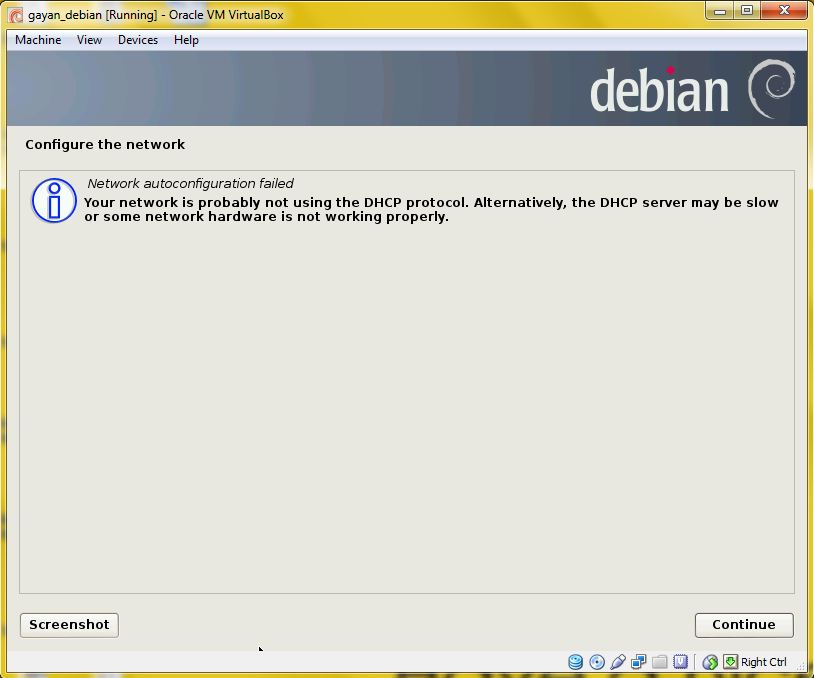 gayan_debian [Running] - Oracle VM VirtualBox
Machine View Devices Help
debian
Configure the network
Network autoconfiguration failed
Your network is probably not using the DHCP protocol. Alternatively, the DHCP server may be slow
or some network hardware is not working properly.
Screenshot Continue
Right Ctrl